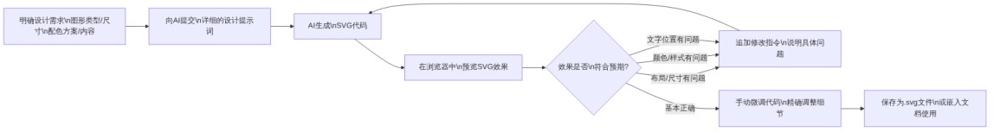 明确设计需求\n图形类型/尺
寸\n配色方案/内容
向AI提交\n详细的设计提示
词
AI生成\nSVG代码
在浏览器中\n预览SVG效果
效果是否\n符合预期?
文字位置有问题
颜色/样式有问题
布局/尺寸有问题
基本正确
追加修改指令\n说明具体问
题
手动微调代码\n精确调整细
节
保存为.svg文件\n或嵌入文
档使用